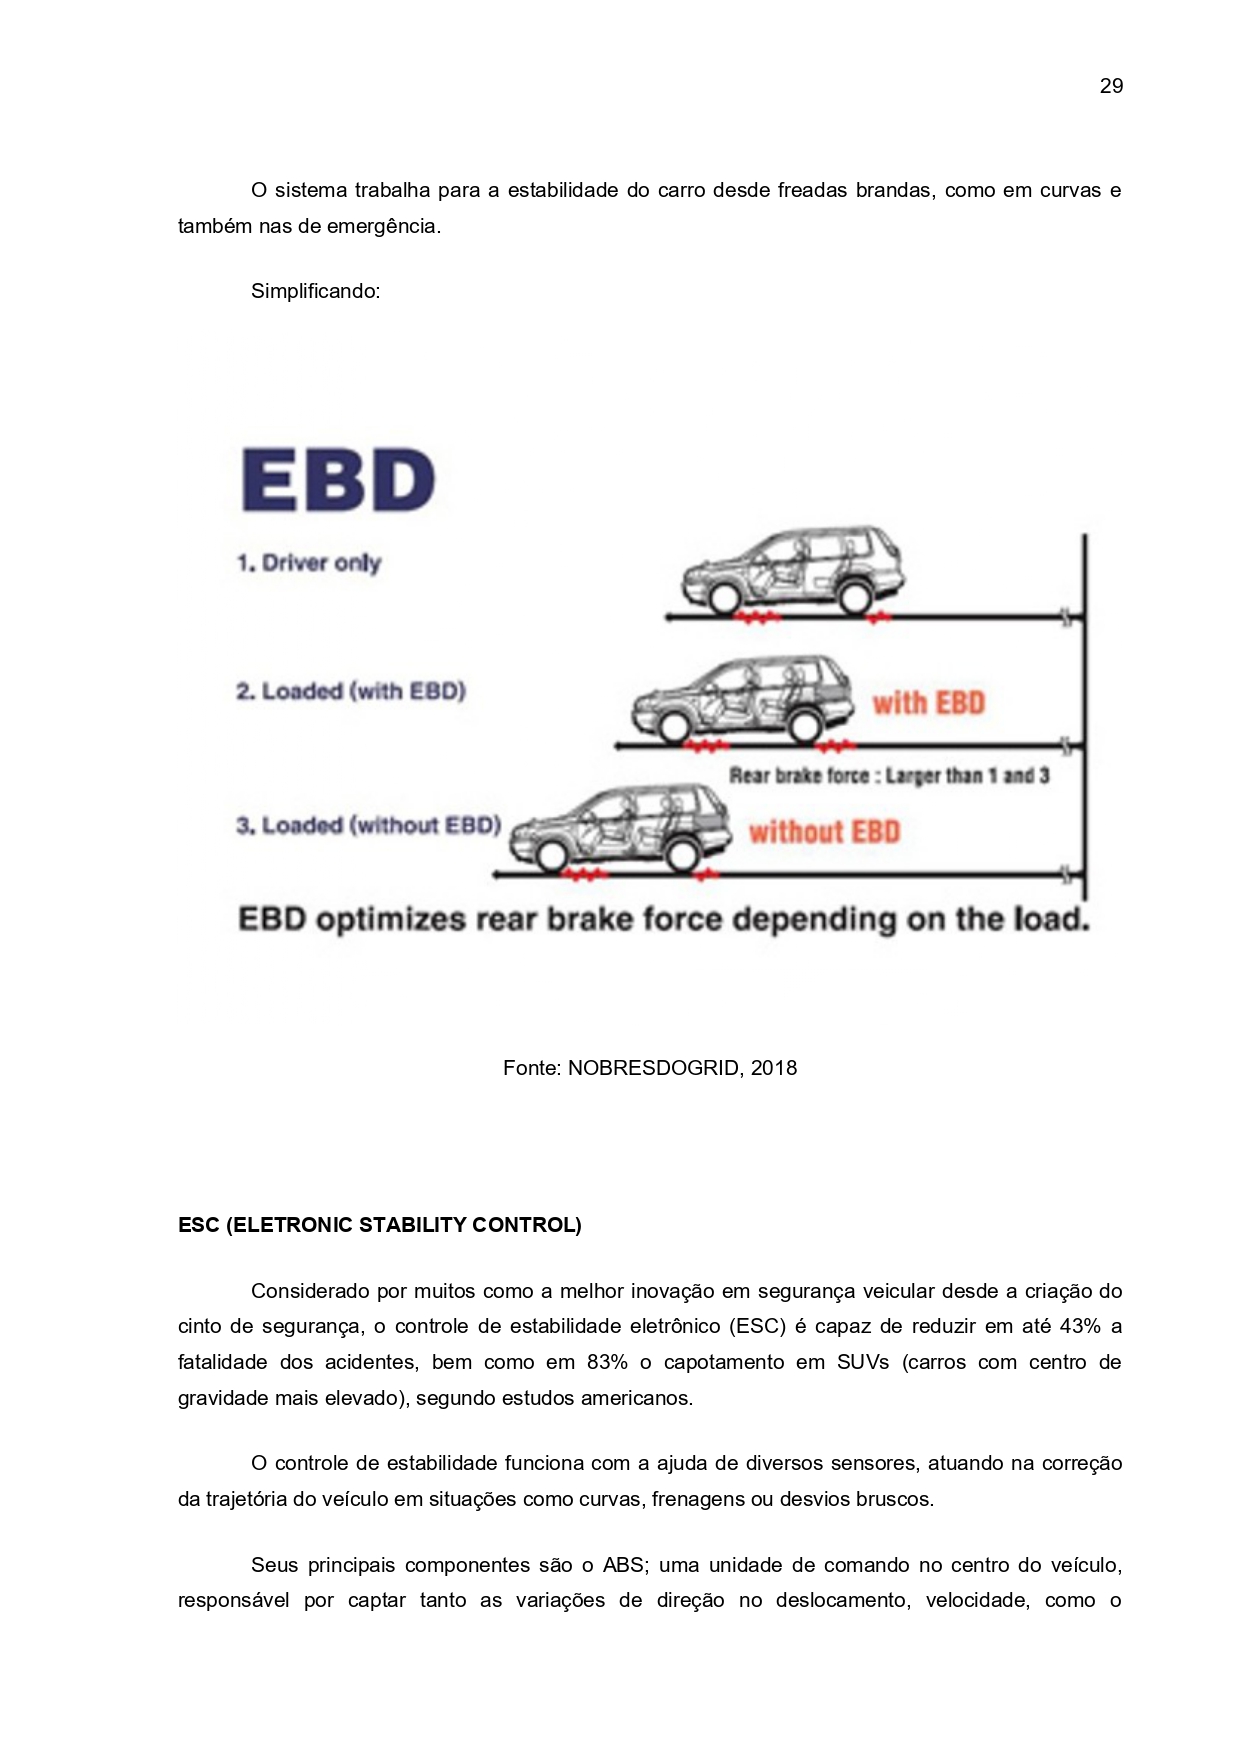 29
O sistema trabalha para a estabilidade do carro desde freadas brandas, como em curvas e
também nas de emergência.
Simplificando:
EBD
1. Driver only
2. Loaded (with EBD)
with EBD
Rear brake force : Larger than 1 and 3
3. Loaded (without EBD)
without EBD
EBD optimizes rear brake force depending on the load.
Fonte: NOBRESDOGRID, 2018
ESC (ELETRONIC STABILITY CONTROL)
Considerado por muitos como a melhor inovação em segurança veicular desde a criação do
cinto de segurança, o controle de estabilidade eletrônico (ESC) é capaz de reduzir em até 43% a
fatalidade dos acidentes, bem como em 83% o capotamento em SUVs (carros com centro de
gravidade mais elevado), segundo estudos americanos.
O controle de estabilidade funciona com a ajuda de diversos sensores, atuando na correção
da trajetória do veículo em situações como curvas, frenagens ou desvios bruscos.
Seus principais componentes são o ABS; uma unidade de comando no centro do veículo,
responsável por captar tanto as variações de direção no deslocamento, velocidade, como o